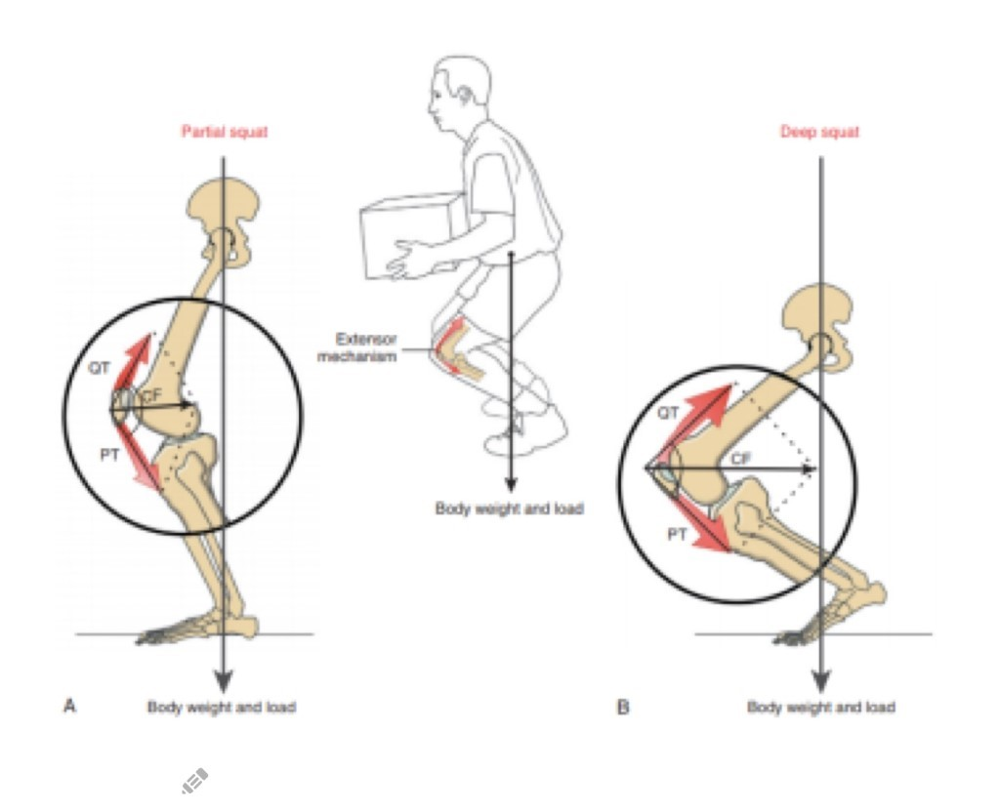 Partial squat
Deep squat
QT
CF
PT
Extensor
mechanism
QT
CF
PT
Body weight and load
A
Body weight and load
B
Body weight and load